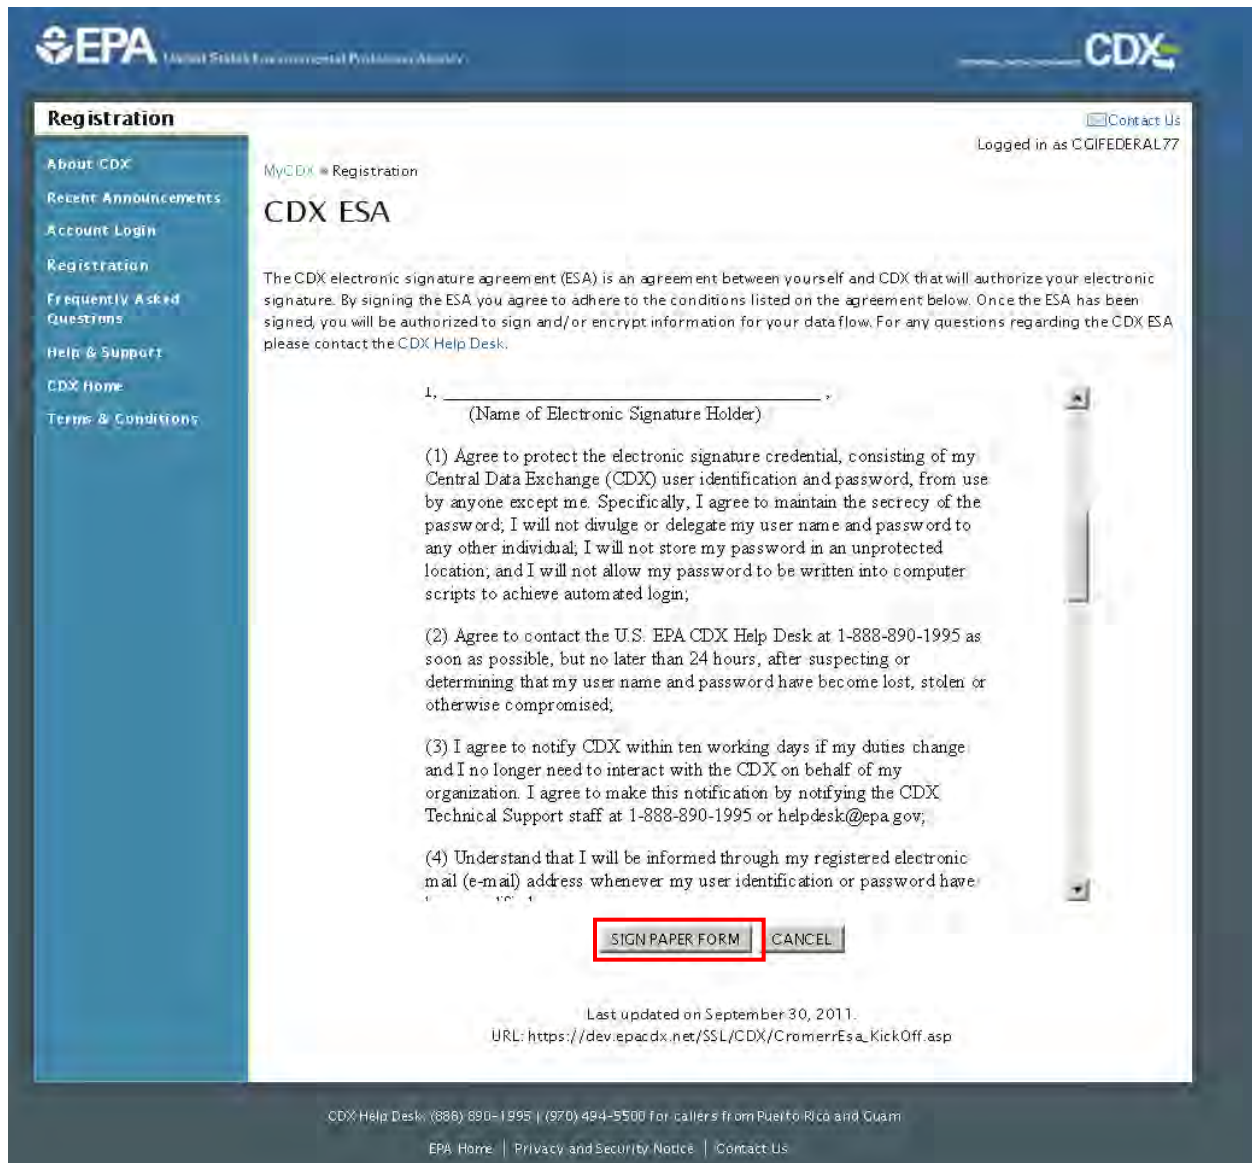 EPA United States Environmental Protection Agency
CDX
Registration
Contact Us
Logged in as CGIFEDERAL77
About CDX
Recent Announcements
Account Login
Registration
Frequently Asked
Questions
Help & Support
CDX Home
Terms & Conditions
MyCDX » Registration
CDX ESA
The CDX electronic signature agreement (ESA) is an agreement between yourself and CDX that will authorize your electronic
signature. By signing the ESA you agree to adhere to the conditions listed on the agreement below. Once the ESA has been
signed, you will be authorized to sign and/or encrypt information for your dataflow. For any questions regarding the CDX ESA
please contact the CDX Help Desk.
I, ______________________________________,
(Name of Electronic Signature Holder)
(1) Agree to protect the electronic signature credential, consisting of my
Central Data Exchange (CDX) user identification and password, from use
by anyone except me. Specifically, I agree to maintain the secrecy of the
password; I will not divulge or delegate my user name and password to
any other individual; I will not store my password in an unprotected
location; and I will not allow my password to be written into computer
scripts to achieve automated login;
(2) Agree to contact the U.S. EPA CDX Help Desk at 1-888-890-1995 as
soon as possible, but no later than 24 hours, after suspecting or
determining that my user name and password have become lost, stolen or
otherwise compromised;
(3) I agree to notify CDX within ten working days if my duties change
and I no longer need to interact with the CDX on behalf of my
organization. I agree to make this notification by notifying the CDX
Technical Support staff at 1-888-890-1995 or helpdesk@epa.gov;
(4) Understand that I will be informed through my registered electronic
mail (e-mail) address whenever my user identification or password have
SIGN PAPER FORM
CANCEL
Last updated on September 30, 2011.
URL: https://dev.epacdx.net/SSL/CDX/CromerrEsa_KickOff.asp
CDX Help Desk: (888) 890-1995 | (970) 494-5500 for callers from Puerto Rico and Guam
EPA Home | Privacy and Security Notice | Contact Us